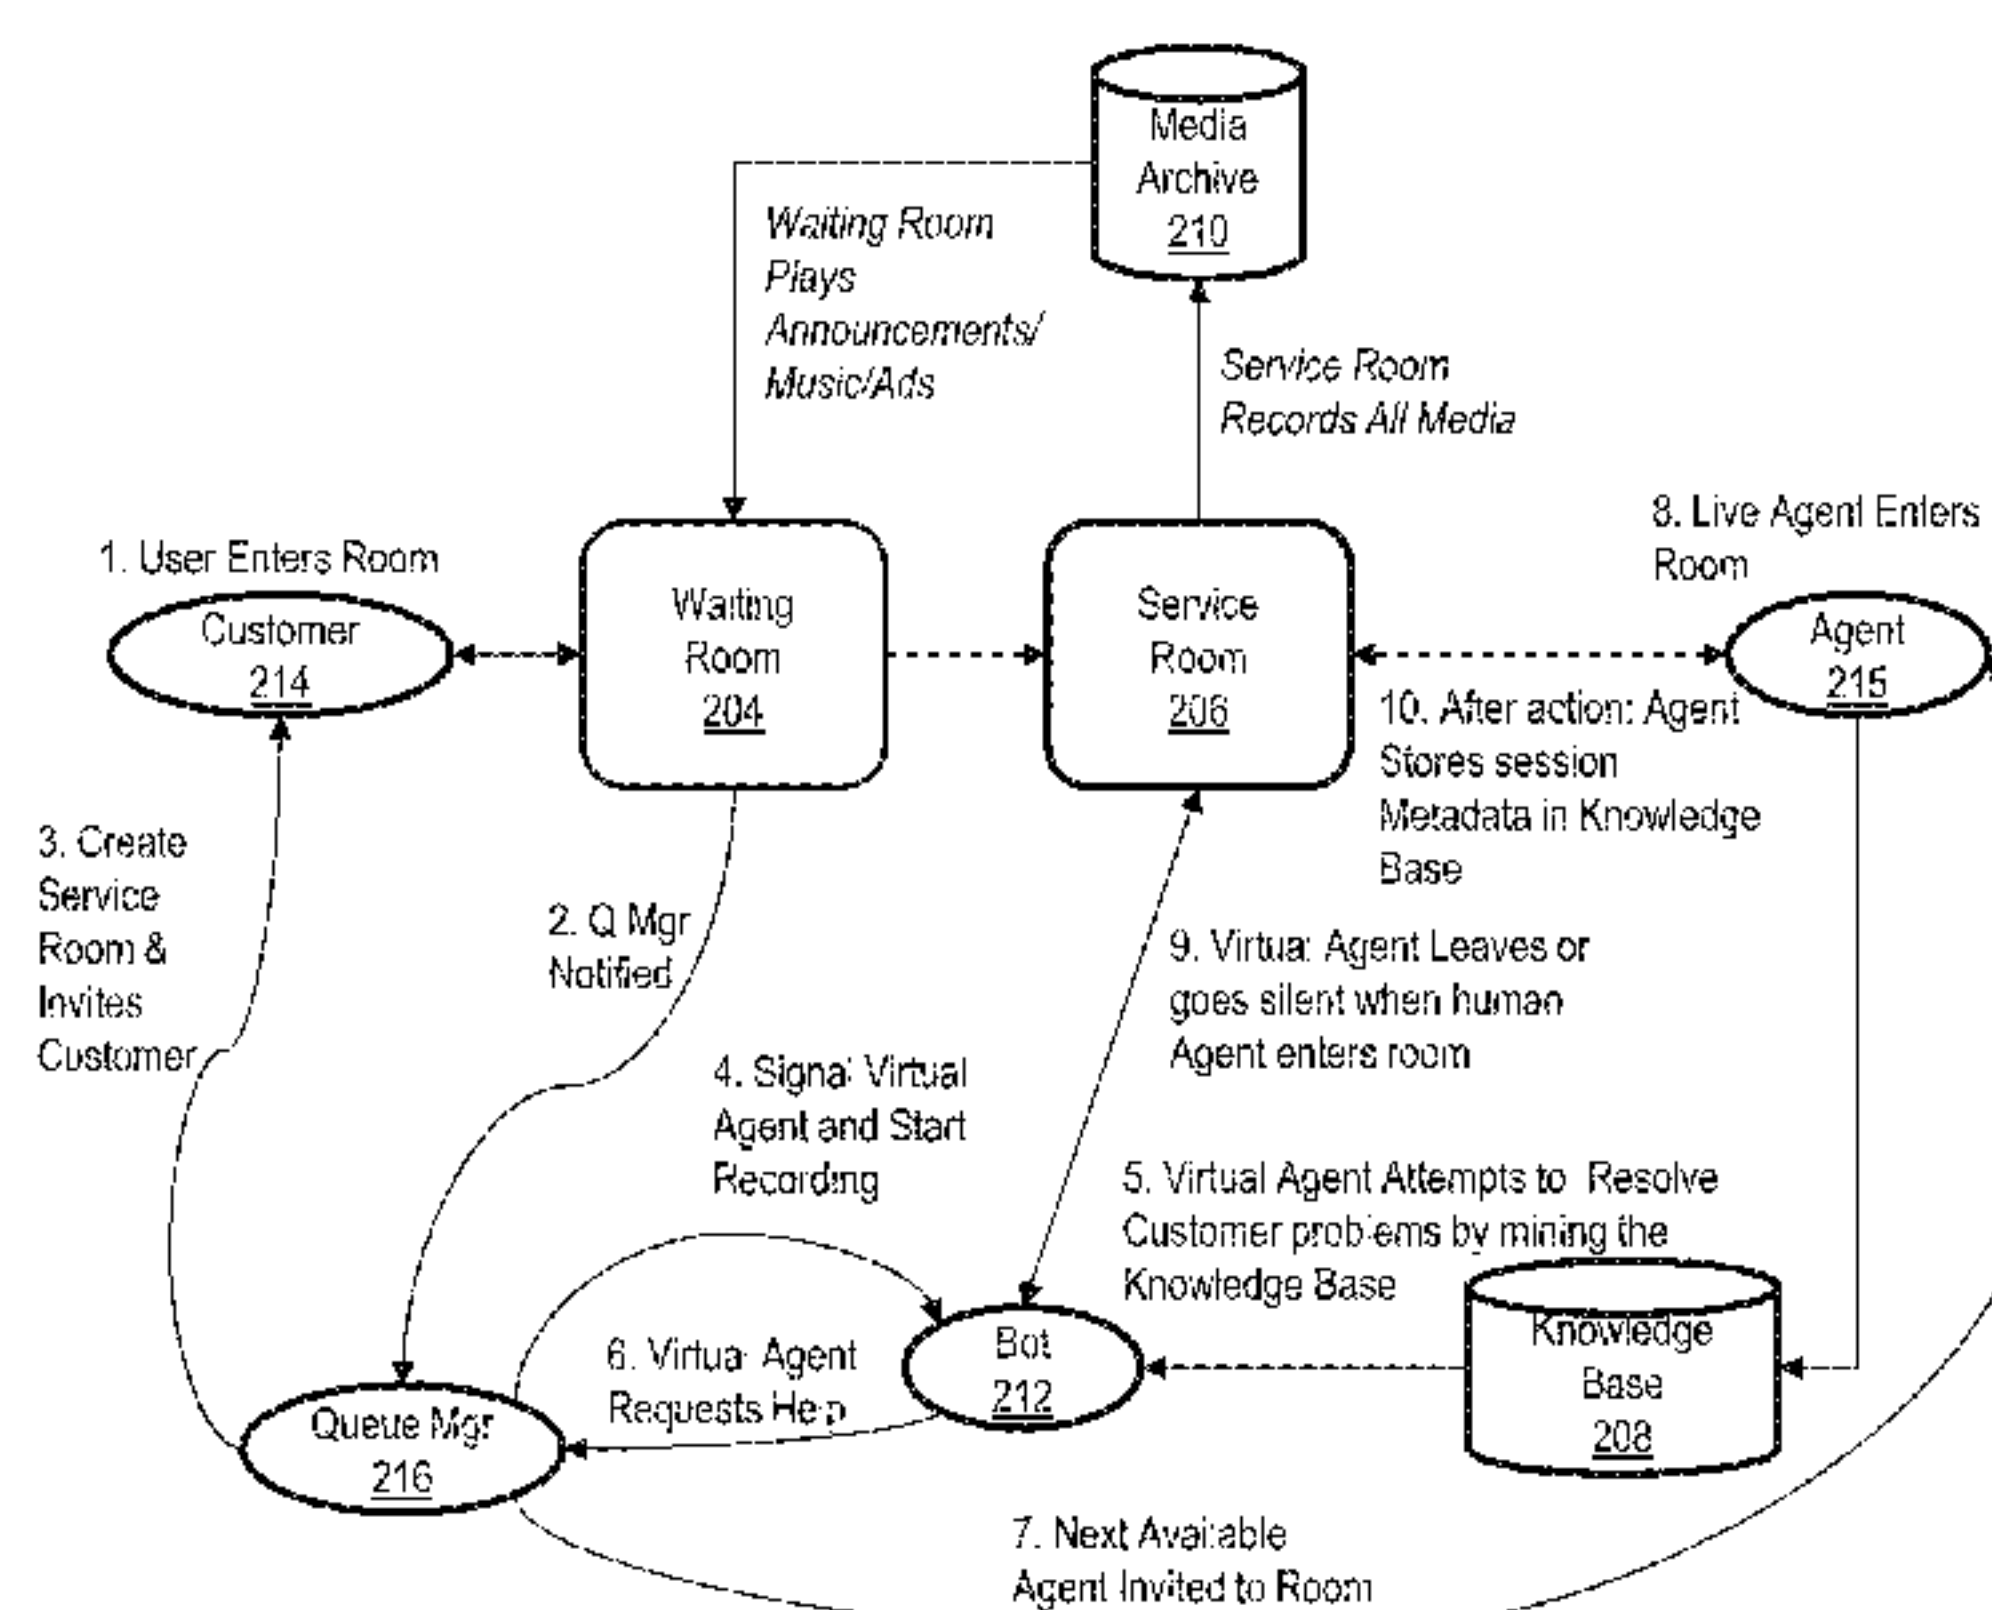 Media
Archive
210
Waiting Room
Plays
Announcements/
Music/Ads
Service Room
Records All Media
8. Live Agent Enters
Room
1. User Enters Room
Customer
214
Waiting
Room
204
Service
Room
206
Agent
215
10. After action: Agent
Stores session
Metadata in Knowledge
Base
3. Create
Service
Room &
Invites
Customer
2. Q Mgr
Notified
9. Virtual Agent Leaves or
goes silent when human
Agent enters room
4. Signal Virtual
Agent and Start
Recording
5. Virtual Agent Attempts to Resolve
Customer problems by mining the
Knowledge Base
6. Virtual Agent
Requests Help
Bot
212
Knowledge
Base
208
Queue Mgr
216
7. Next Available
Agent Invited to Room